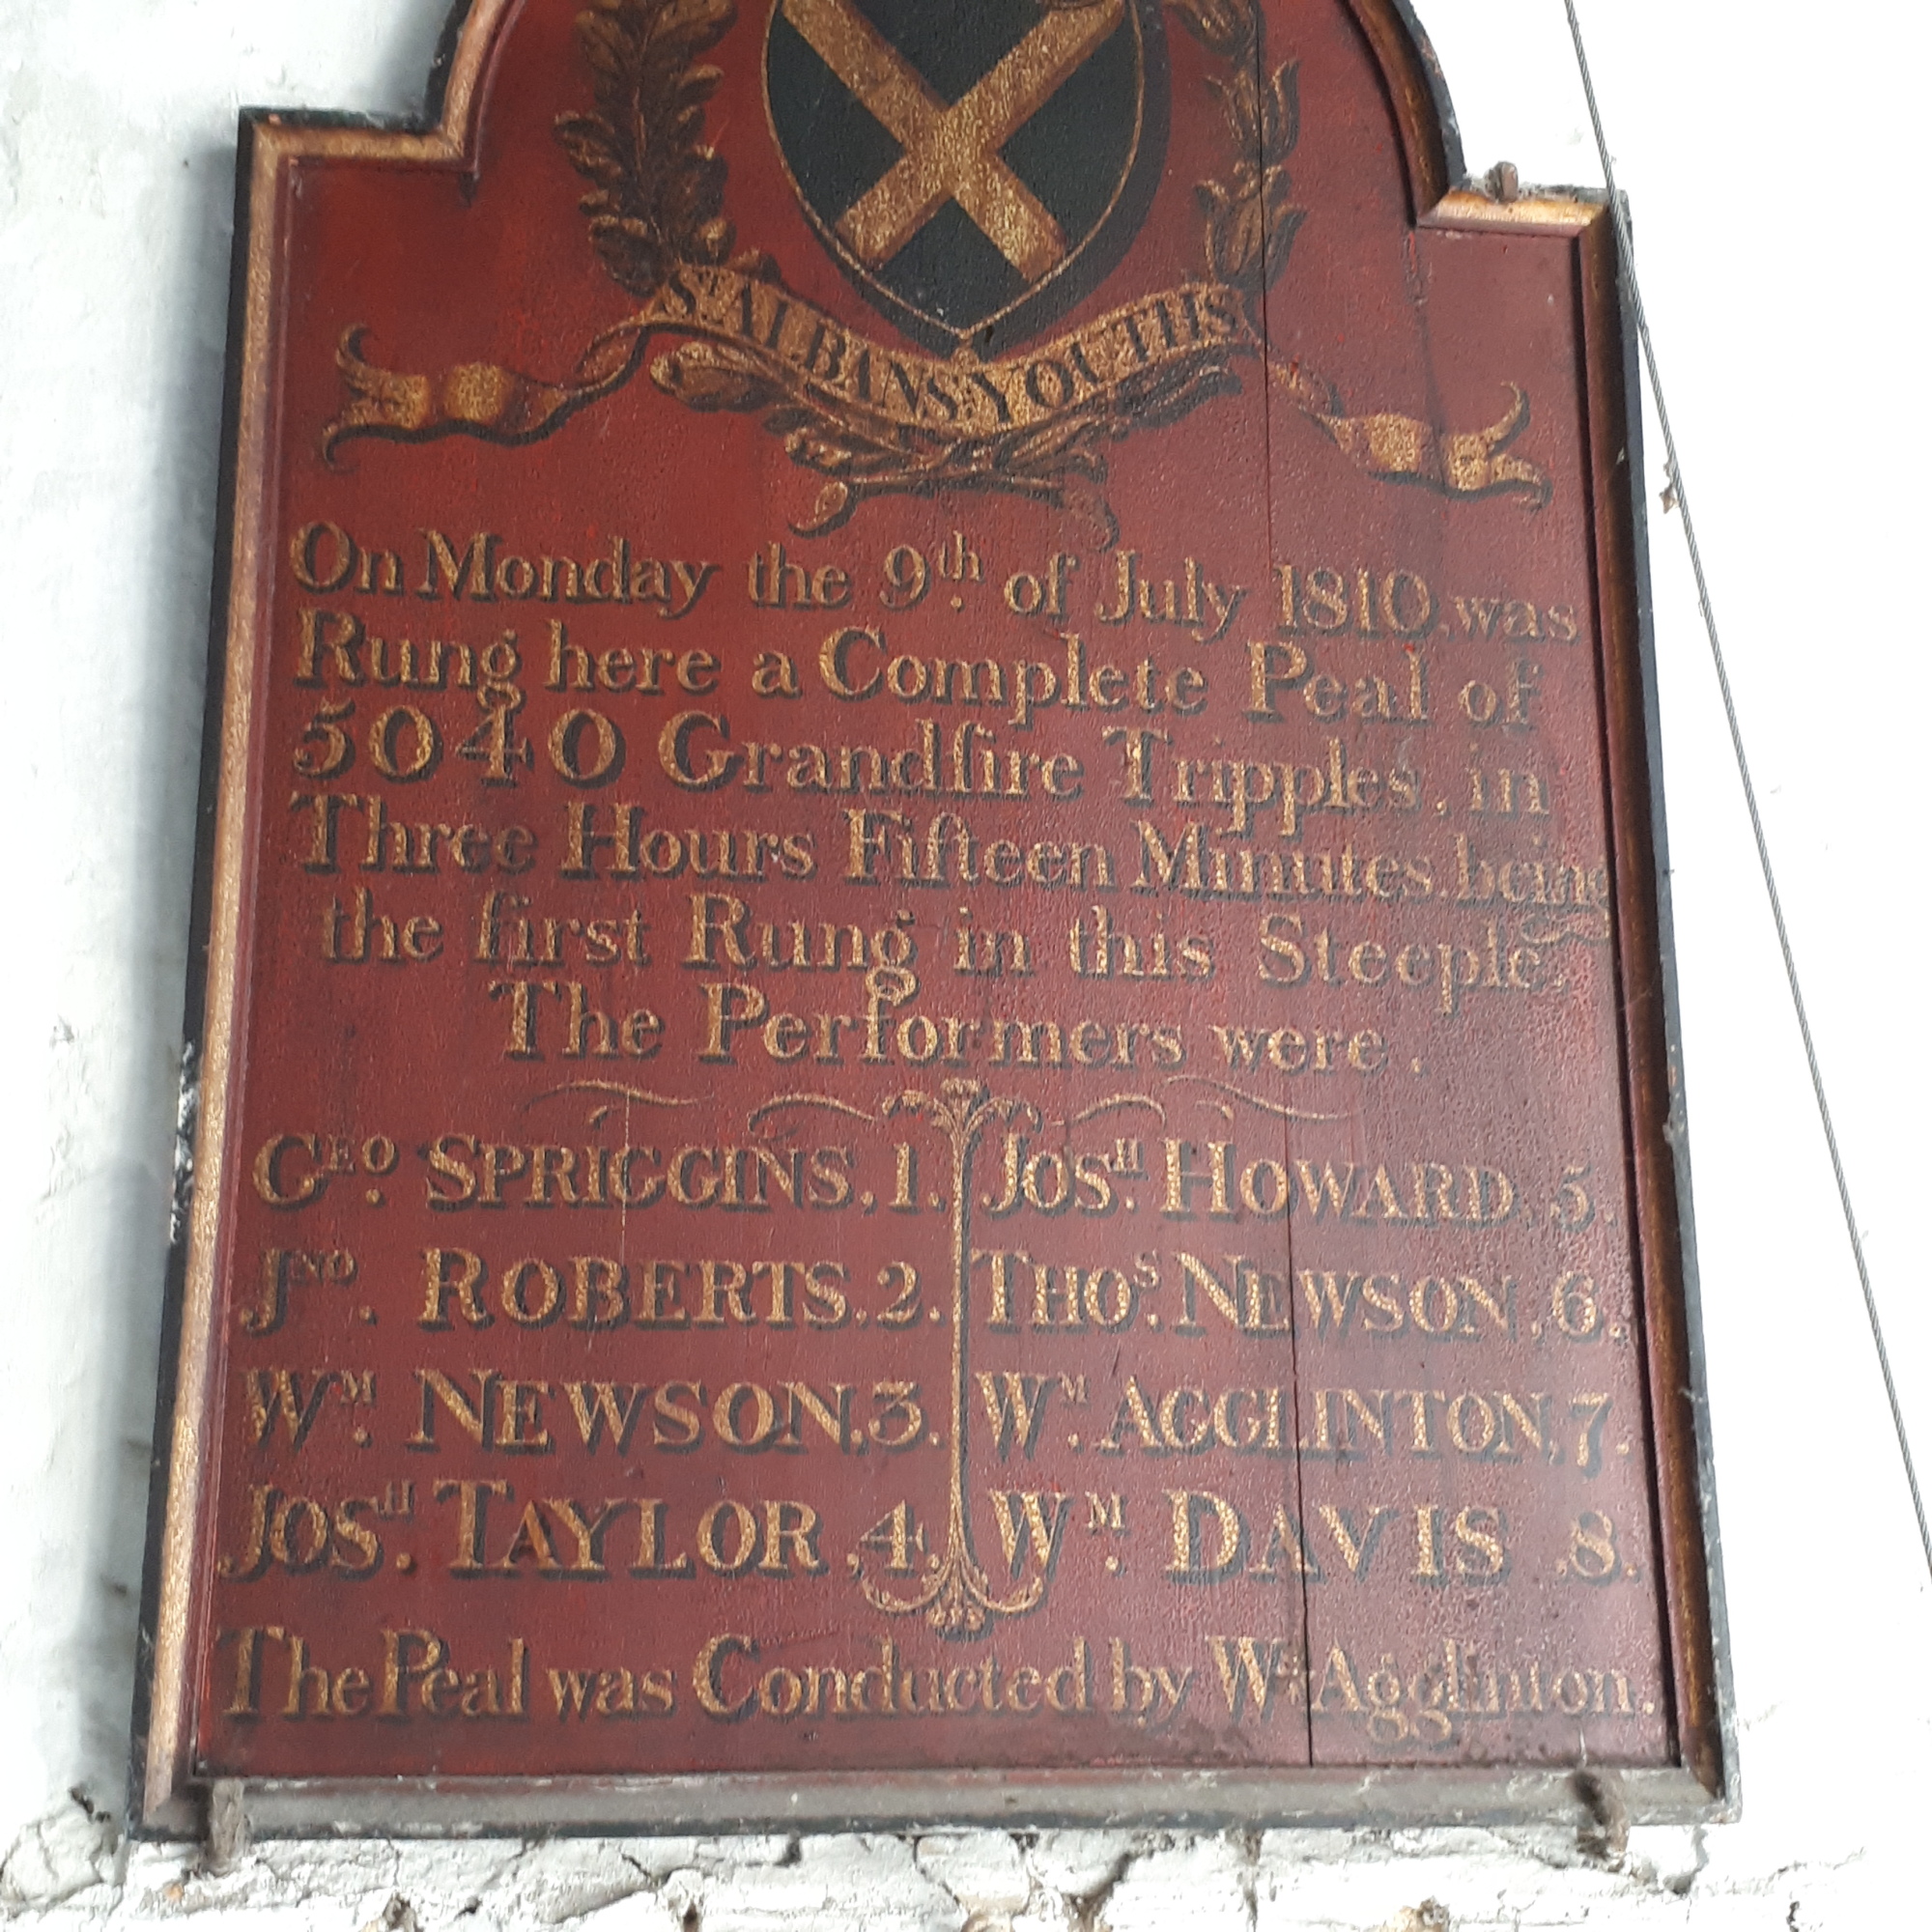 St ALBANS YOUTHS
On Monday the 9th. of July 1810, was
Rung here a Complete Peal of
5040 Grandsire Tripples, in
Three Hours Fifteen Minutes, being
the first Rung in this Steeple.
The Performers were.
GEO. SPRIGGINS, 1.
JNO. ROBERTS, 2.
WM. NEWSON, 3.
JOSH. TAYLOR, 4.
JOSH. HOWARD, 5.
THOS. NEWSON, 6.
WM. AGGLINTON, 7.
WM. DAVIS, 8.
The Peal was Conducted by Wm. Agglinton.